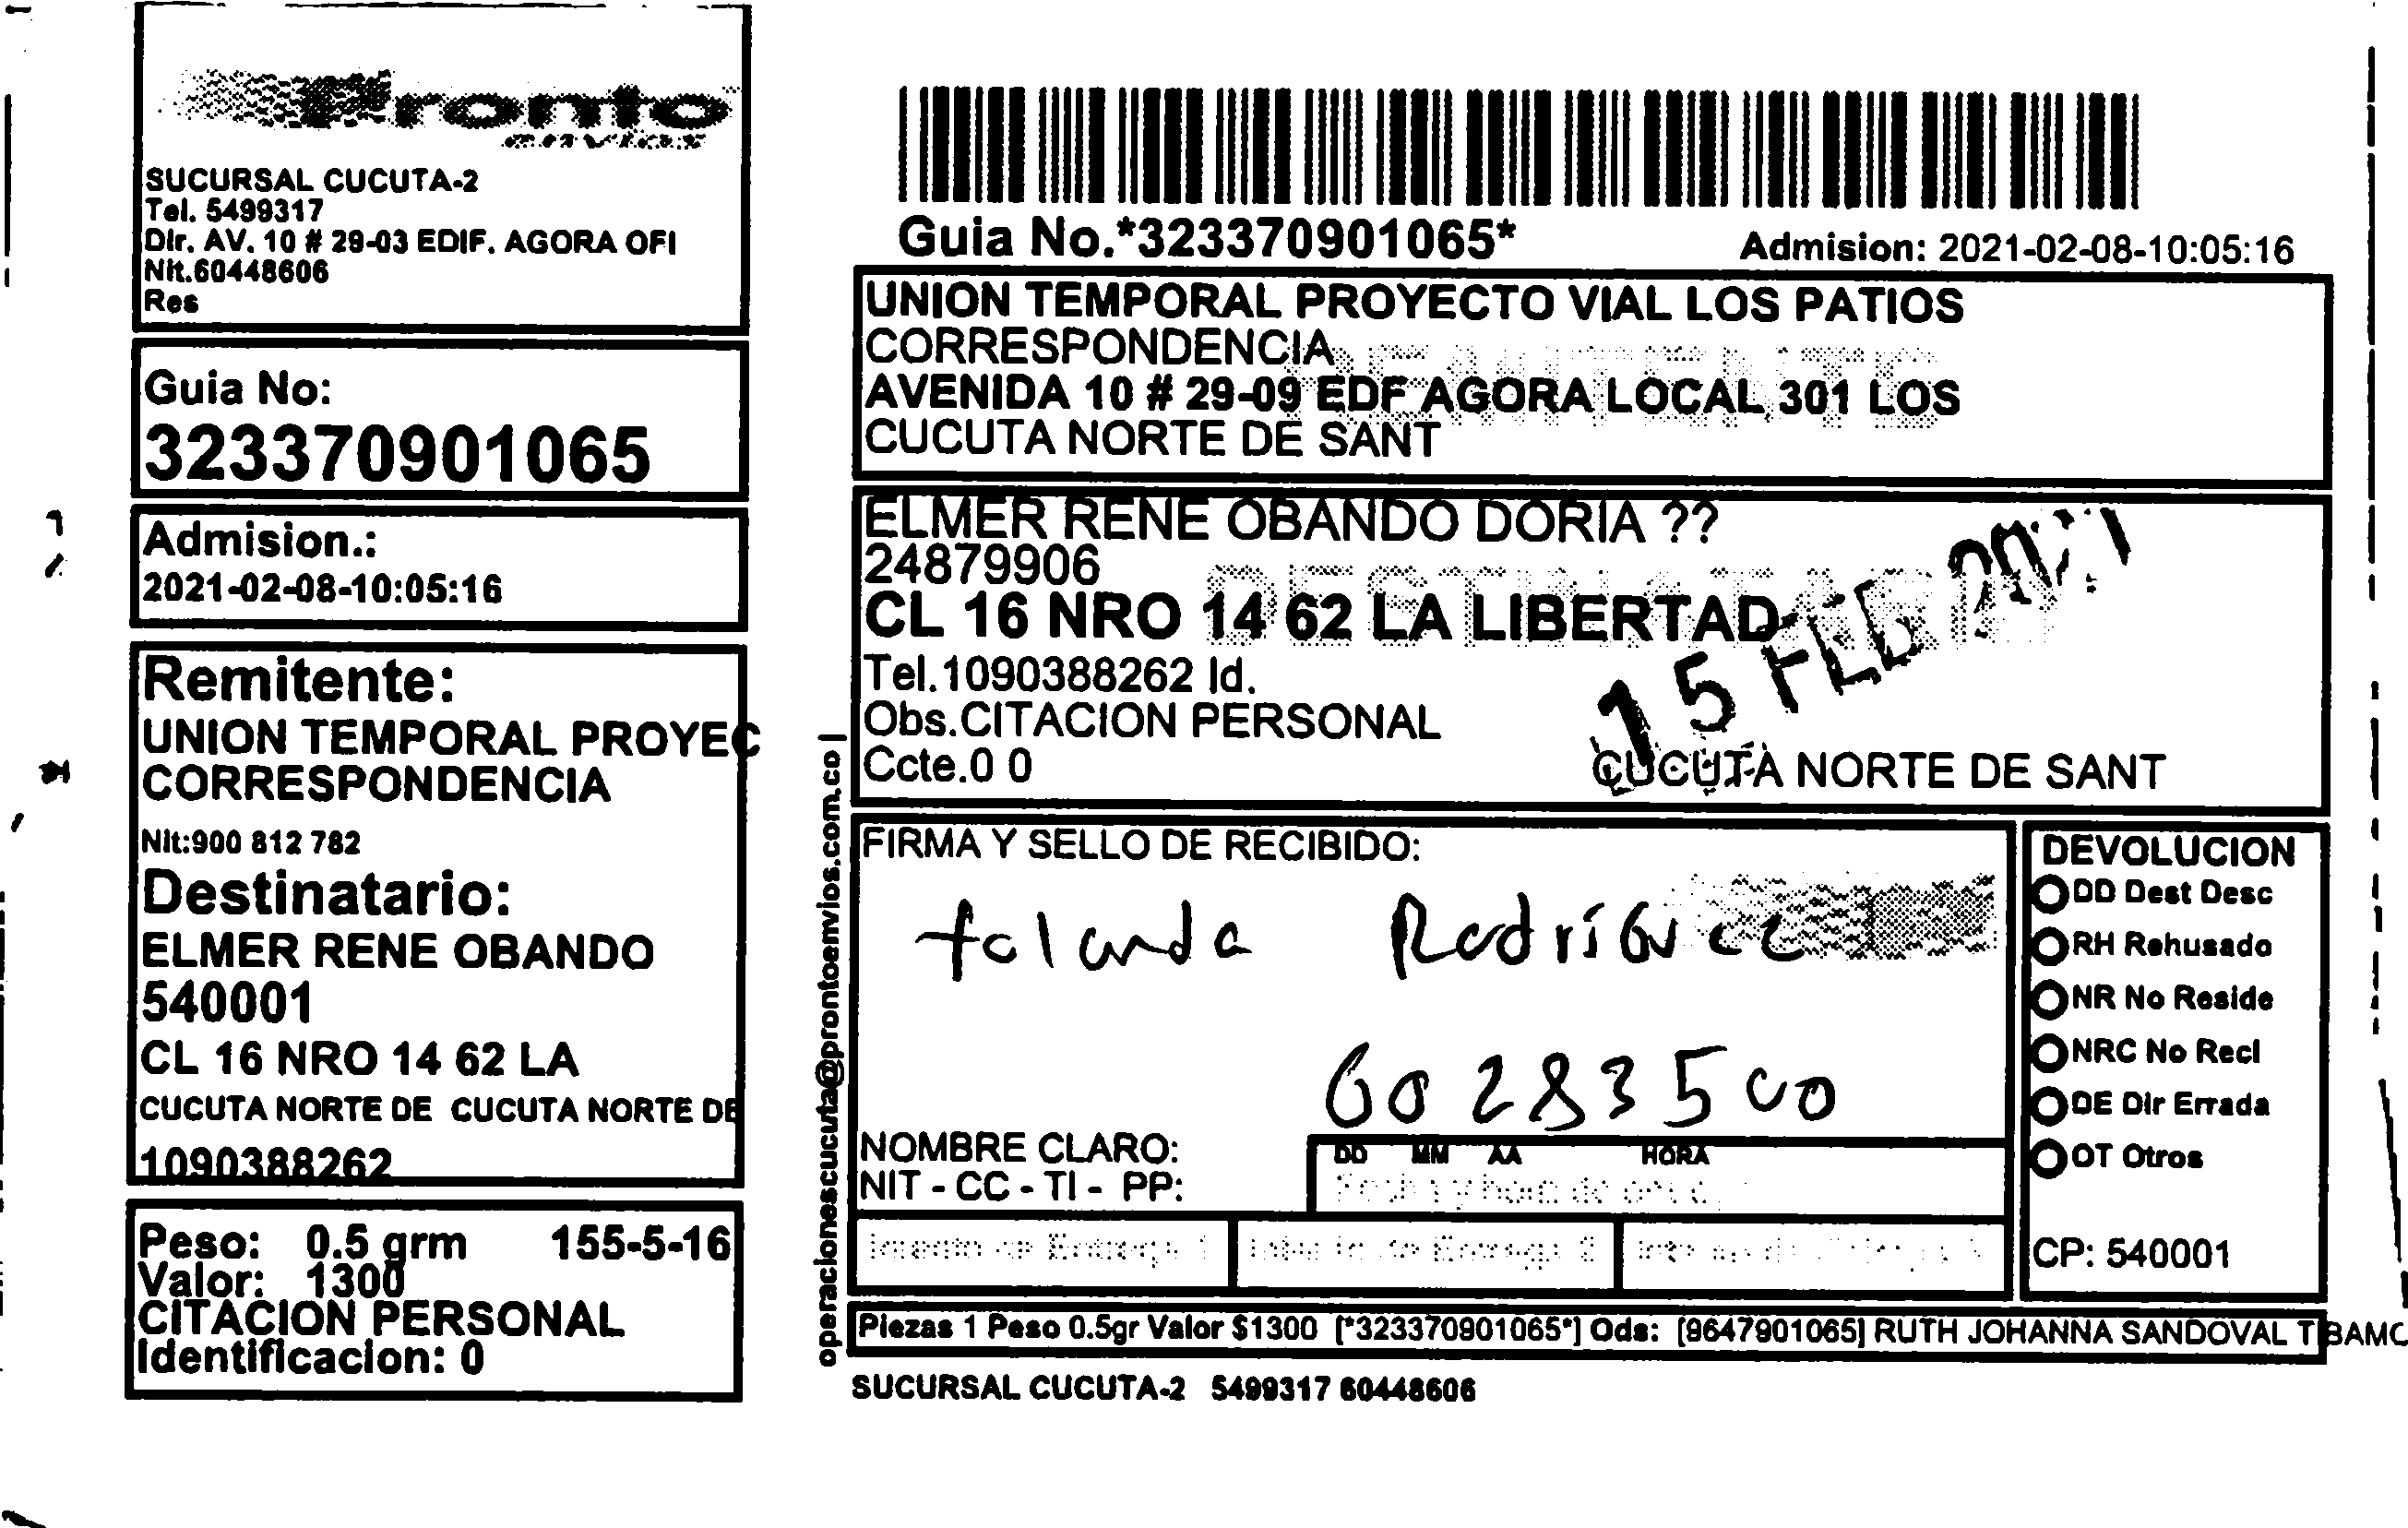 Pronto
SUCURSAL CUCUTA-2
Tel. 5499317
Dir. AV. 10 # 29-03 EDIF. AGORA OFI
Nit.60448606
Res
Guia No:
323370901065
Admision.:
2021-02-08-10:05:16
Remitente:
UNION TEMPORAL PROYEC
CORRESPONDENCIA
Nit:900 812 782
Destinatario:
ELMER RENE OBANDO
540001
CL 16 NRO 14 62 LA
CUCUTA NORTE DE CUCUTA NORTE DE
1090388262
Peso: 0.5 grm 155-5-16
Valor: 1300
CITACION PERSONAL
Identificacion: 0
operacionescucuta@prontoenvios.com.co |
Guia No.*323370901065*
Admision: 2021-02-08-10:05:16
UNION TEMPORAL PROYECTO VIAL LOS PATIOS
CORRESPONDENCIA
REMITENTE
AVENIDA 10 # 29-09 EDF AGORA LOCAL 301 LOS
CUCUTA NORTE DE SANT
ELMER RENE OBANDO DORIA ??
24879906
DESTINATARIO
CL 16 NRO 14 62 LA LIBERTAD
Tel.1090388262 Id.
Obs.CITACION PERSONAL
Ccte.0 0
15 FEB 2021
CUCUTA NORTE DE SANT
FIRMA Y SELLO DE RECIBIDO:
Yolanda Rodríguez
60283500
NOMBRE CLARO:
NIT - CC - TI - PP:
DD MM AA HORA
Intento de Entrega 1
DEVOLUCION
DD Dest Desc
RH Rehusado
NR No Reside
NRC No Recl
DE Dir Errada
OT Otros
CP: 540001
Piezas 1 Peso 0.5gr Valor $1300 [*323370901065*] Ods: [9647901065] RUTH JOHANNA SANDOVAL TIBAMO
SUCURSAL CUCUTA-2 5499317 60448606